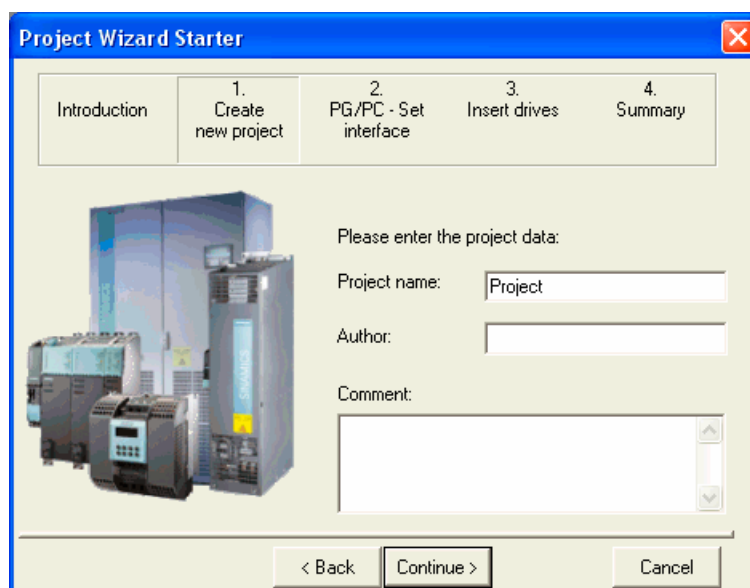 Project Wizard Starter
Introduction
1.
Create
new project
2.
PG/PC - Set
interface
3.
Insert drives
4.
Summary
Please enter the project data:
Project name:
Project
Author:
Comment:
SINAMICS
< Back
Continue >
Cancel